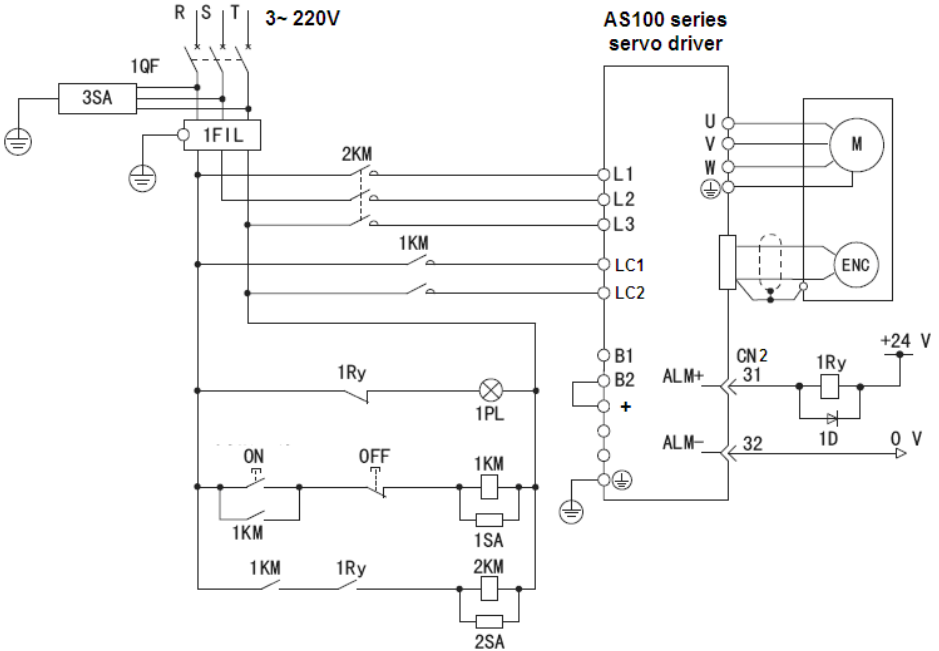 R S T
3~ 220V
AS100 series
servo driver
1QF
3SA
1FIL
U
V
W
M
2KM
L1
L2
L3
1KM
LC1
LC2
ENC
+24 V
B1
B2
+
CN2
ALM+
31
1Ry
1D
1Ry
1PL
ALM-
32
0 V
ON
OFF
1KM
1KM
1SA
1KM
1Ry
2KM
2SA